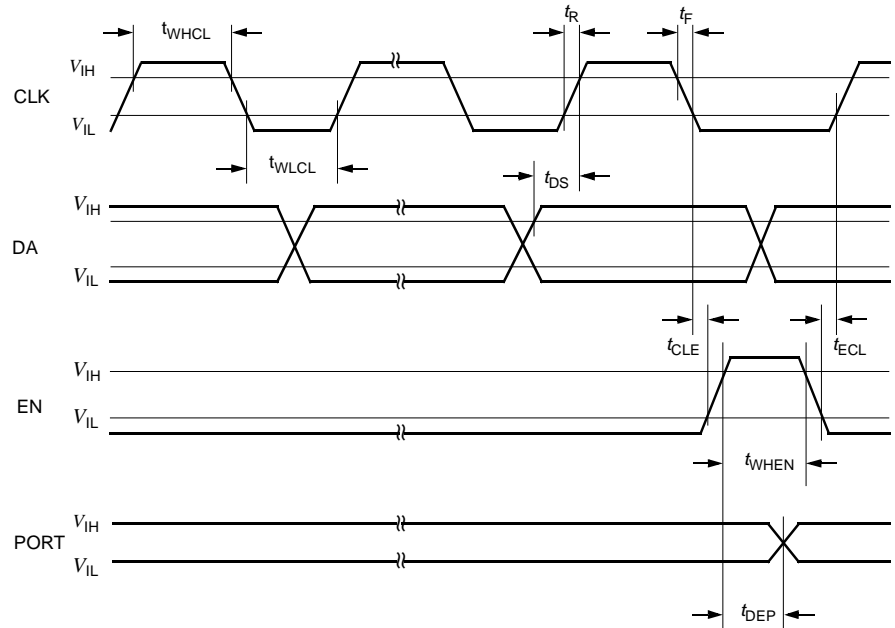 tWHCL
tR
tF
VIH
CLK
VIL
tWLCL
tDS
VIH
DA
VIL
tCLE
tECL
VIH
EN
VIL
tWHEN
VIH
PORT
VIL
tDEP